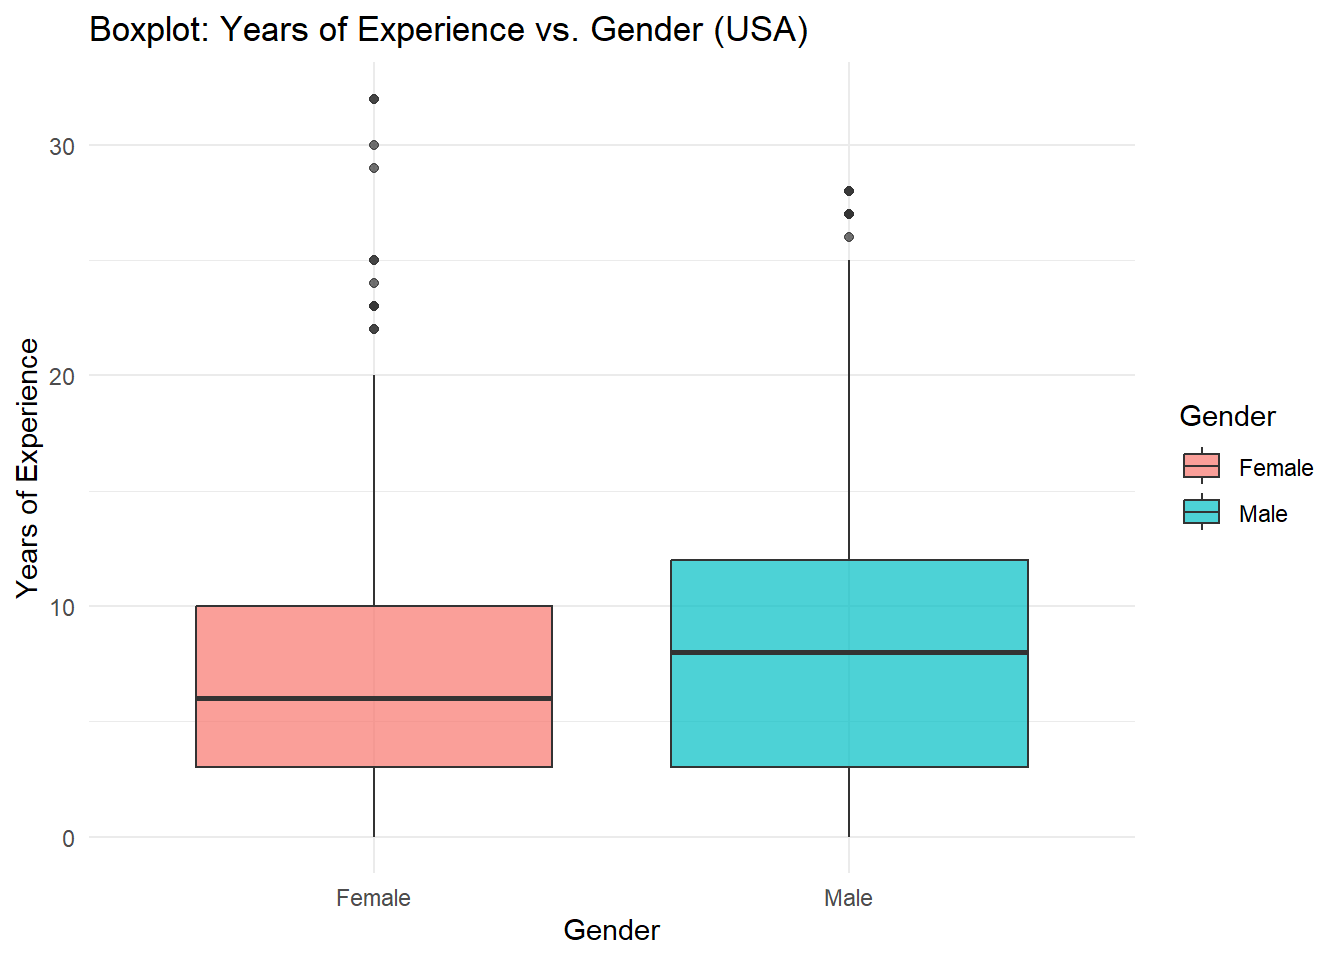 Boxplot: Years of Experience vs. Gender (USA)
Years of Experience
30
20
10
0
Female
Male
Gender
Gender
Female
Male